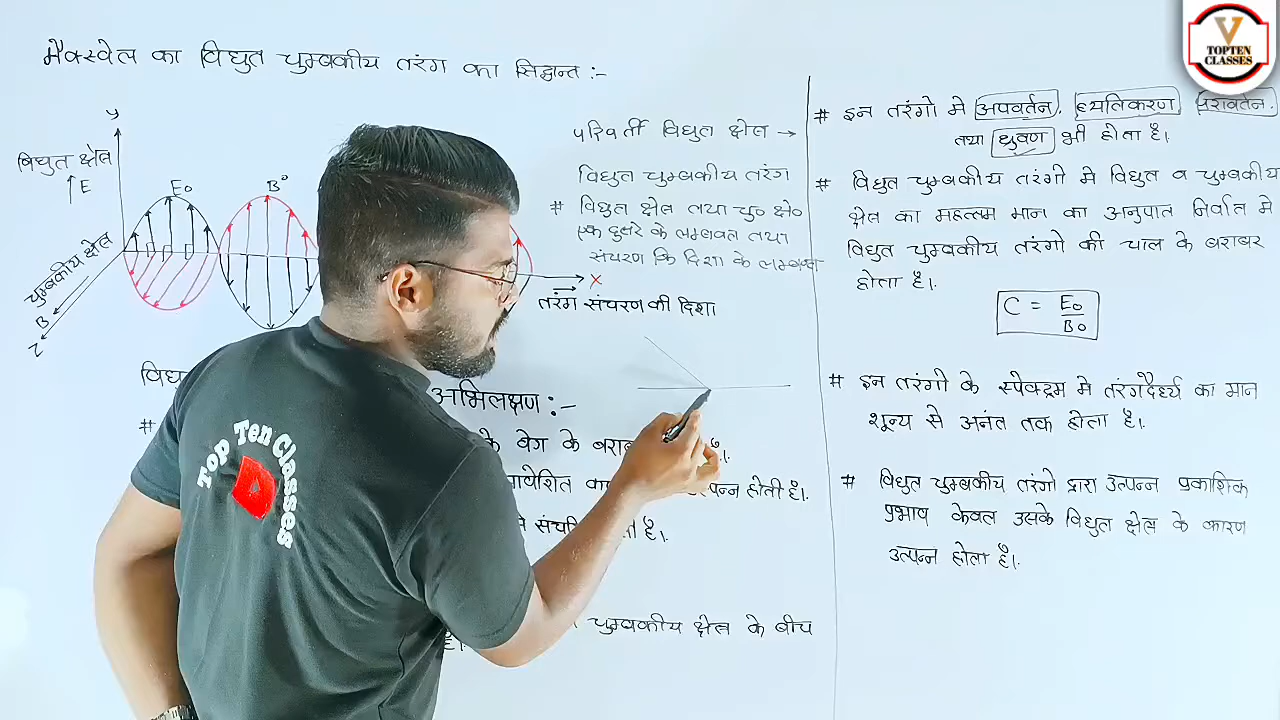 मैक्स्वेल का विद्युत चुम्बकीय तरंग का सिद्धान्त :-
y
विद्युत क्षेत्र
E
E₀
B⁰
चुम्बकीय क्षेत्र
B
Z
X
तरंग संचरण की दिशा
परिवर्ती विद्युत क्षेत्र →
विद्युत चुम्बकीय तरंग
# विद्युत क्षेत्र तथा चु० क्षे०
एक दुसरे के लम्बवत तथा
संचरण कि दिशा के लम्बवत
विद्यु
अभिलक्षण :-
#
के वेग के
उत्पन्न होती है।
है।
चुम्बकीय क्षेत्र के बीच
है।
# इन तरंगो मे अपवर्तन, व्यतिकरण, परावर्तन,
तथा ध्रुवण भी होता है।
# विद्युत चुम्बकीय तरंगो मे विद्युत व चुम्बकीय
क्षेत्र का महत्तम मान का अनुपात निर्वात मे
विद्युत चुम्बकीय तरंगो की चाल के बराबर
होता है।
C = E₀/B₀
# इन तरंगो के स्पेक्ट्रम मे तरंगदैर्ध्य का मान
शून्य से अनंत तक होता है।
# विद्युत चुम्बकीय तरंगो द्वारा उत्पन्न प्रकाशिक
प्रभाव केवल उसके विद्युत क्षेत्र के कारण
उत्पन्न होता है।
Top Ten Classes
V
TOPTEN
CLASSES